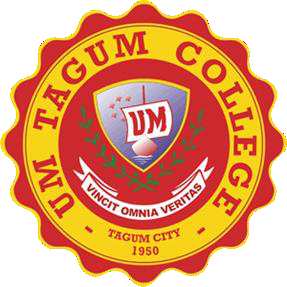 UM TAGUM COLLEGE
UM
VINCIT OMNIA VERITAS
- TAGUM CITY -
1950